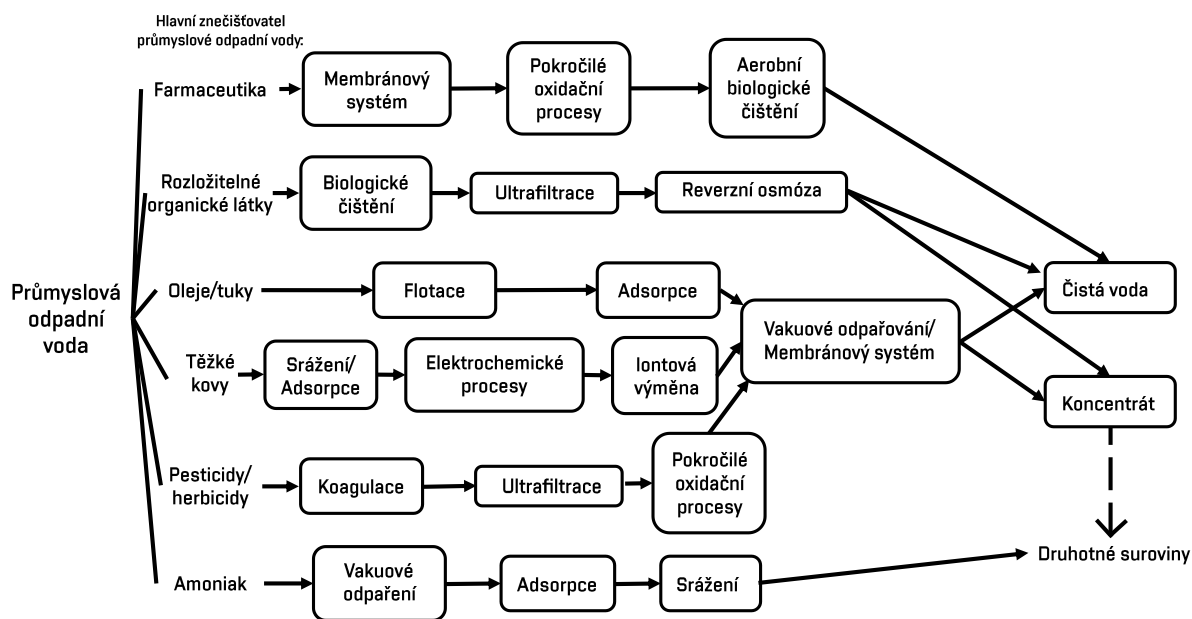 Hlavní znečišťovatel
průmyslové odpadní vody:
Průmyslová
odpadní
voda
Farmaceutika
Membránový
systém
Pokročilé
oxidační
procesy
Aerobní
biologické
čištění
Rozložitelné
organické látky
Biologické
čištění
Ultrafiltrace
Reverzní osmóza
Oleje/tuky
Flotace
Adsorpce
Těžké
kovy
Srážení/
Adsorpce
Elektrochemické
procesy
Iontová
výměna
Vakuové odpařování/
Membránový systém
Čistá voda
Koncentrát
Pesticidy/
herbicidy
Koagulace
Ultrafiltrace
Pokročilé
oxidační
procesy
Amoniak
Vakuové
odpaření
Adsorpce
Srážení
Druhotné suroviny